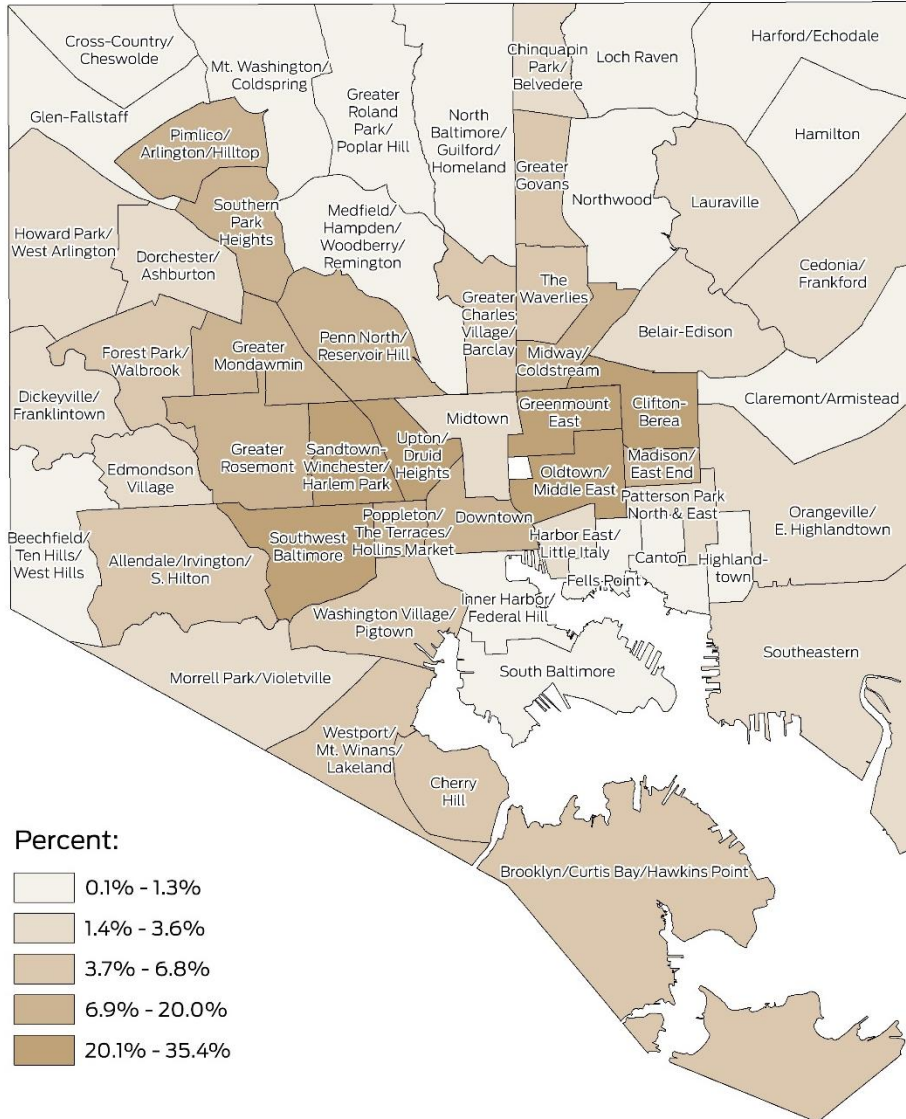 Cross-Country/
Cheswolde
Mt. Washington/
Coldspring
Greater
Roland
Park/
Poplar Hill
North
Baltimore/
Guilford/
Homeland
Chinquapin
Park/
Belvedere
Loch Raven
Harford/Echodale
Glen-Fallstaff
Pimlico/
Arlington/Hilltop
Hamilton
Greater
Govans
Northwood
Lauraville
Southern
Park
Heights
Medfield/
Hampden/
Woodberry/
Remington
Howard Park/
West Arlington
Dorchester/
Ashburton
Cedonia/
Frankford
The
Waverlies
Greater
Charles
Village/
Barclay
Belair-Edison
Penn North/
Reservoir Hill
Forest Park/
Walbrook
Greater
Mondawmin
Midway/
Coldstream
Dickeyville/
Franklintown
Claremont/Armistead
Midtown
Greenmount
East
Clifton-
Berea
Greater
Rosemont
Sandtown-
Winchester/
Harlem Park
Upton/
Druid
Heights
Madison/
East End
Edmondson
Village
Oldtown/
Middle East
Patterson Park
North & East
Orangeville/
E. Highlandtown
Beechfield/
Ten Hills/
West Hills
Allendale/Irvington/
S. Hilton
Southwest
Baltimore
Poppleton/
The Terraces/
Hollins Market
Downtown
Harbor East/
Little Italy
Canton
Highland-
town
Fells Point
Washington Village/
Pigtown
Inner Harbor/
Federal Hill
Southeastern
Morrell Park/Violetville
South Baltimore
Westport/
Mt. Winans/
Lakeland
Cherry
Hill
Brooklyn/Curtis Bay/Hawkins Point
Percent:
0.1% - 1.3%
1.4% - 3.6%
3.7% - 6.8%
6.9% - 20.0%
20.1% - 35.4%